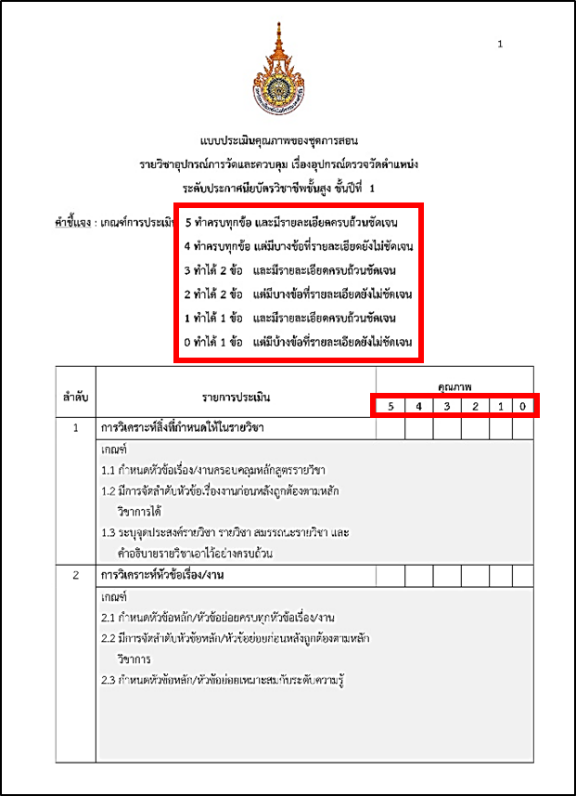 1
แบบประเมินคุณภาพของชุดการสอน
รายวิชาอุปกรณ์การวัดและควบคุม เรื่องอุปกรณ์ตรวจวัดตำแหน่ง
ระดับประกาศนียบัตรวิชาชีพชั้นสูง ชั้นปีที่ 1
คำชี้แจง : เกณฑ์การประเมิน 5 ทำครบทุกข้อ และมีรายละเอียดครบถ้วนชัดเจน
4 ทำครบทุกข้อ แต่มีบางข้อที่รายละเอียดยังไม่ชัดเจน
3 ทำได้ 2 ข้อ และมีรายละเอียดครบถ้วนชัดเจน
2 ทำได้ 2 ข้อ แต่มีบางข้อที่รายละเอียดยังไม่ชัดเจน
1 ทำได้ 1 ข้อ และมีรายละเอียดครบถ้วนชัดเจน
0 ทำได้ 1 ข้อ แต่มีบ้างข้อที่รายละเอียดยังไม่ชัดเจน
ลำดับ รายการประเมิน คุณภาพ
5 4 3 2 1 0
1 การวิเคราะห์สิ่งที่กำหนดให้ในรายวิชา
เกณฑ์
1.1 กำหนดหัวข้อเรื่อง/งานครอบคลุมหลักสูตรรายวิชา
1.2 มีการจัดลำดับหัวข้อเรื่องงานก่อนหลังถูกต้องตามหลัก
วิชาการได้
1.3 ระบุจุดประสงค์รายวิชา รายวิชา สมรรถนะรายวิชา และ
คำอธิบายรายวิชาเอาไว้อย่างครบถ้วน
2 การวิเคราะห์หัวข้อเรื่อง/งาน
เกณฑ์
2.1 กำหนดหัวข้อหลัก/หัวข้อย่อยครบทุกหัวข้อเรื่อง/งาน
2.2 มีการจัดลำดับหัวข้อหลัก/หัวข้อย่อยก่อนหลังถูกต้องตามหลัก
วิชาการ
2.3 กำหนดหัวข้อหลัก/หัวข้อย่อยเหมาะสมกับระดับความรู้